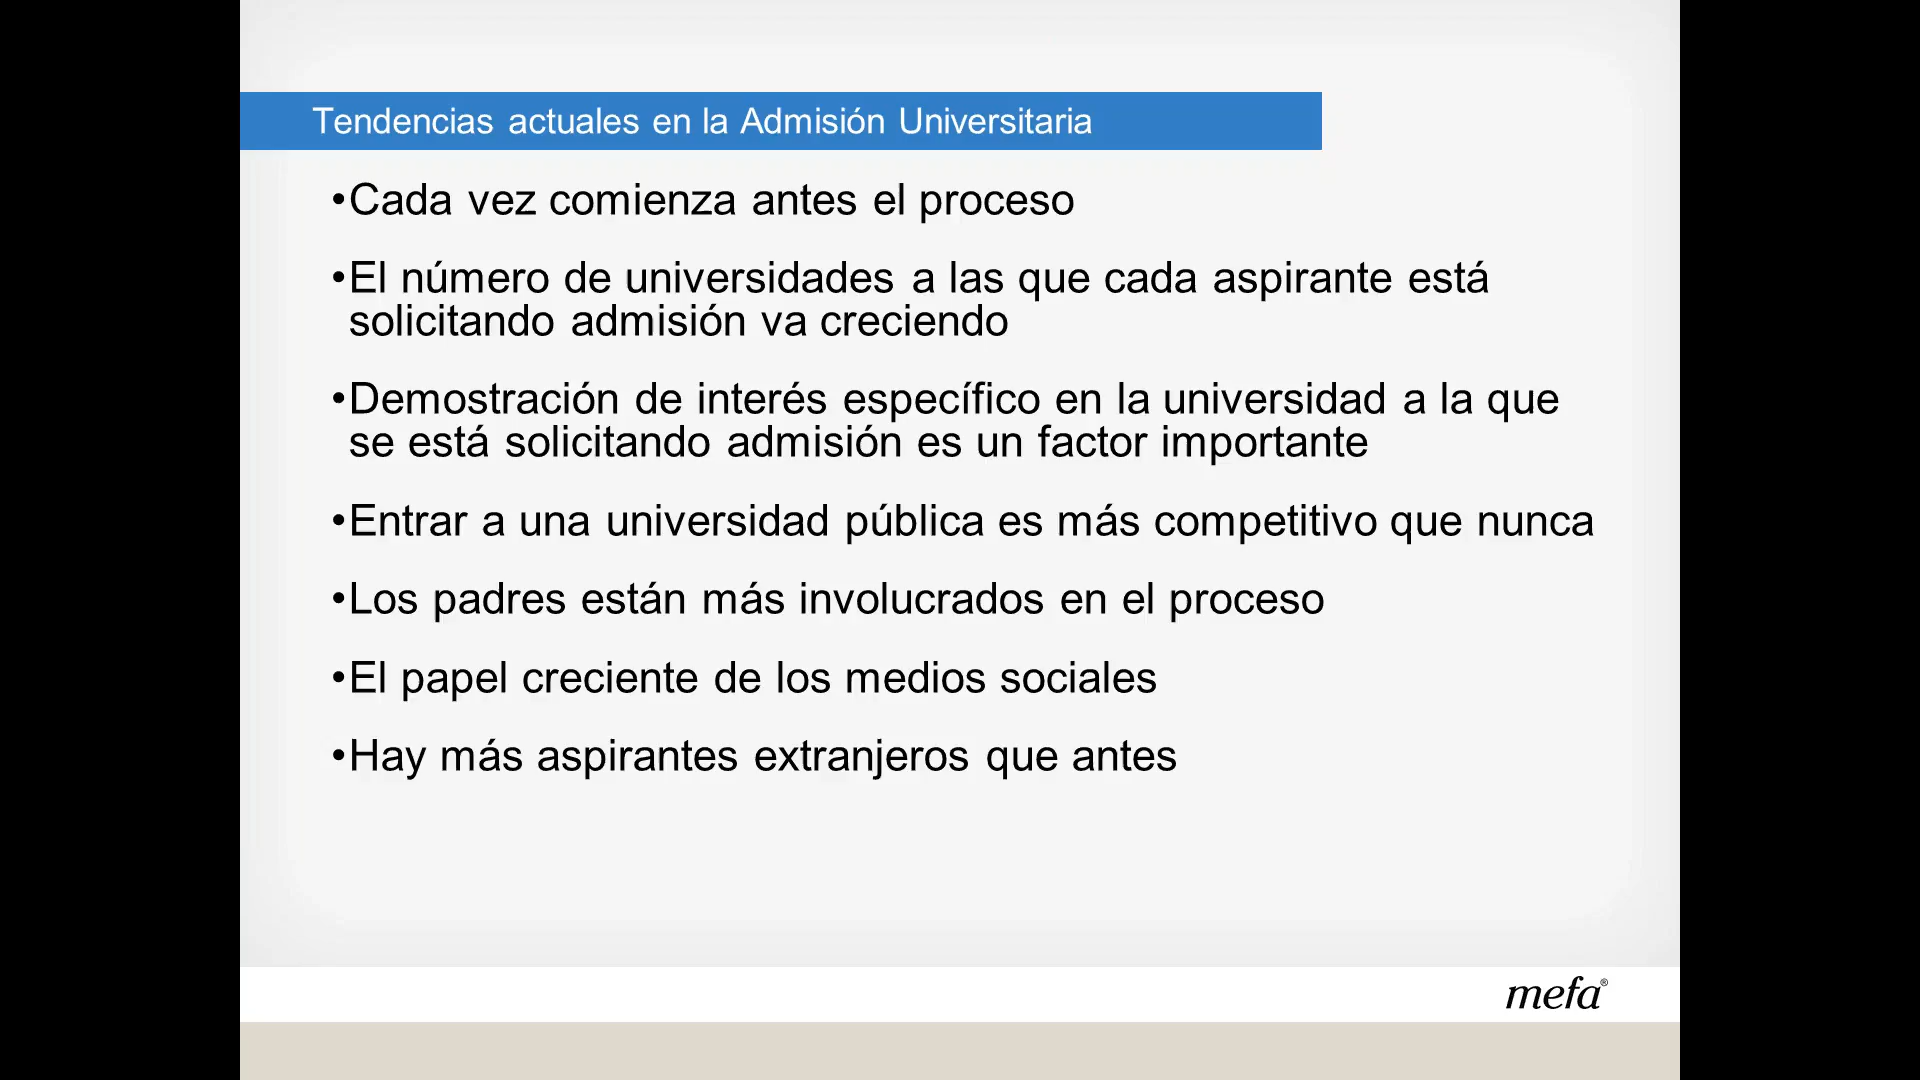 Tendencias actuales en la Admisión Universitaria
•Cada vez comienza antes el proceso
•El número de universidades a las que cada aspirante está
solicitando admisión va creciendo
•Demostración de interés específico en la universidad a la que
se está solicitando admisión es un factor importante
•Entrar a una universidad pública es más competitivo que nunca
•Los padres están más involucrados en el proceso
•El papel creciente de los medios sociales
•Hay más aspirantes extranjeros que antes
mefa®